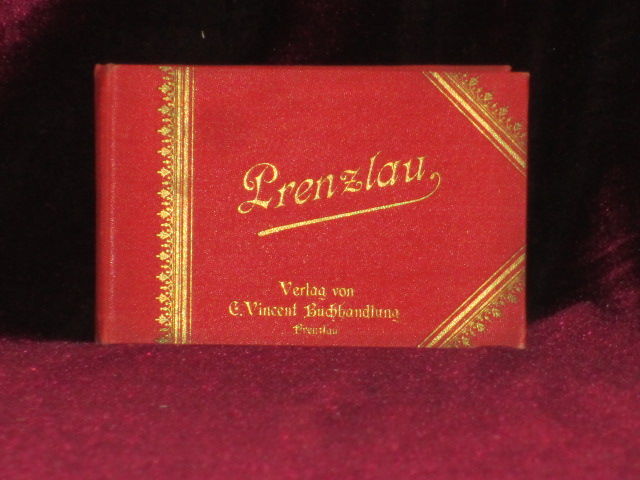 Prenzlau.
Verlag von
C. Vincent Buchhandlung
Prenzlau